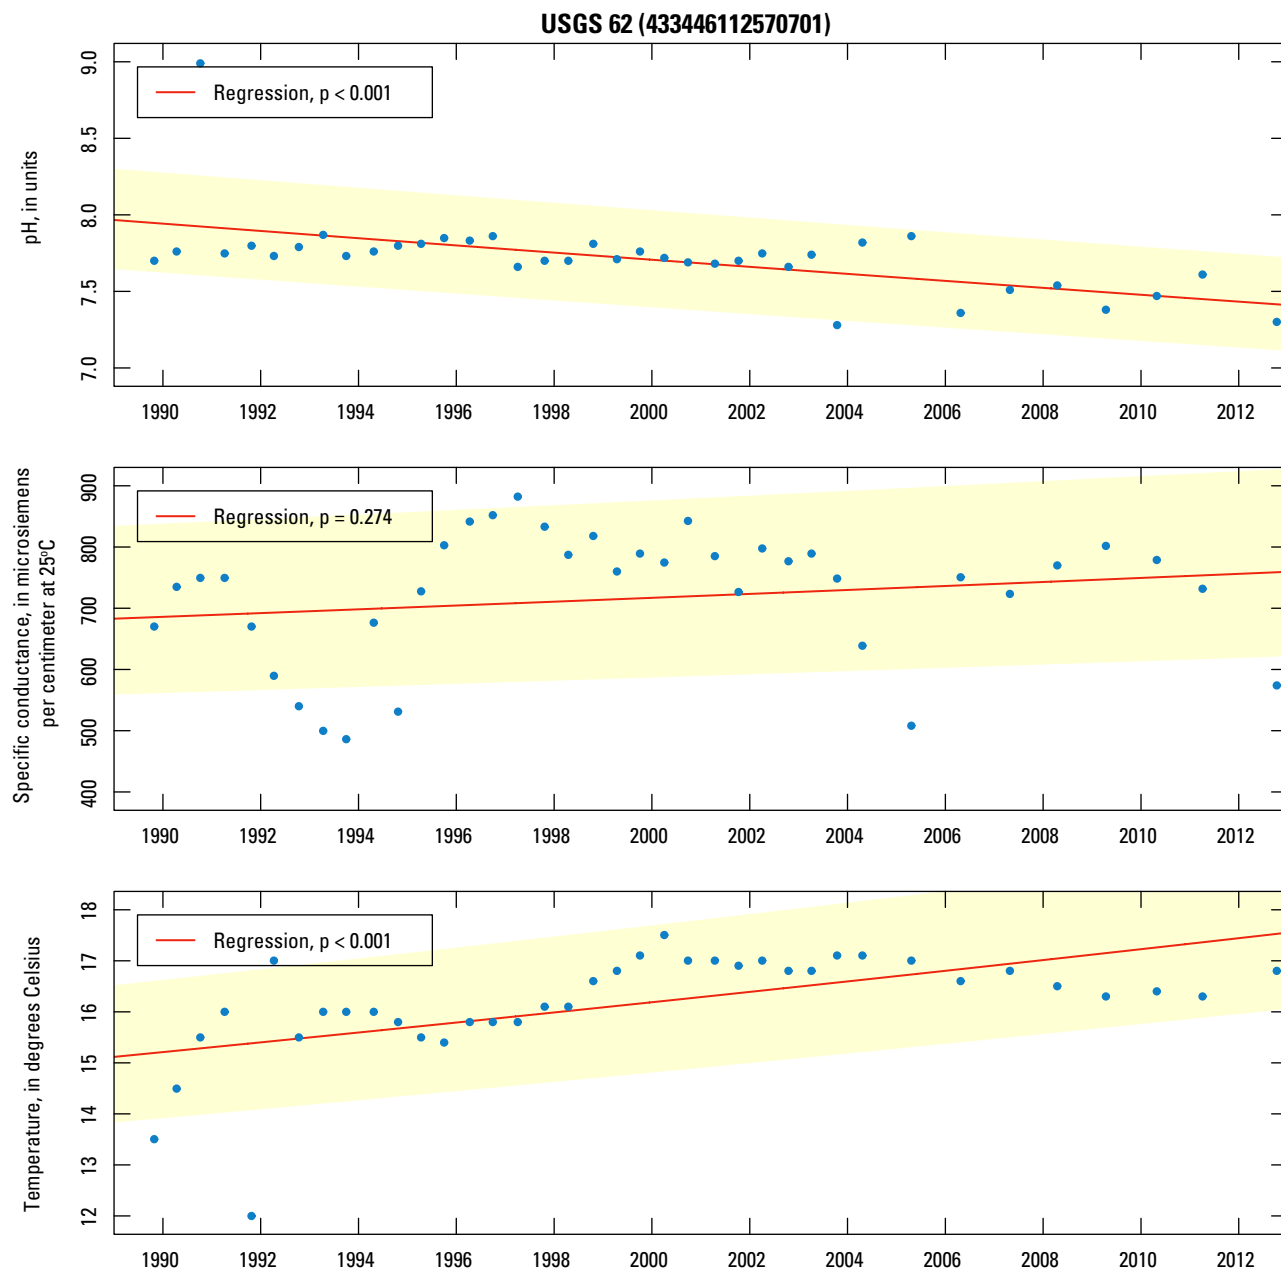 USGS 62 (433446112570701)
pH, in units
9.0
8.5
8.0
7.5
7.0
Regression, p < 0.001
1990 1992 1994 1996 1998 2000 2002 2004 2006 2008 2010 2012
Specific conductance, in microsiemens
per centimeter at 25°C
900
800
700
600
500
400
Regression, p = 0.274
1990 1992 1994 1996 1998 2000 2002 2004 2006 2008 2010 2012
Temperature, in degrees Celsius
18
17
16
15
14
13
12
Regression, p < 0.001
1990 1992 1994 1996 1998 2000 2002 2004 2006 2008 2010 2012